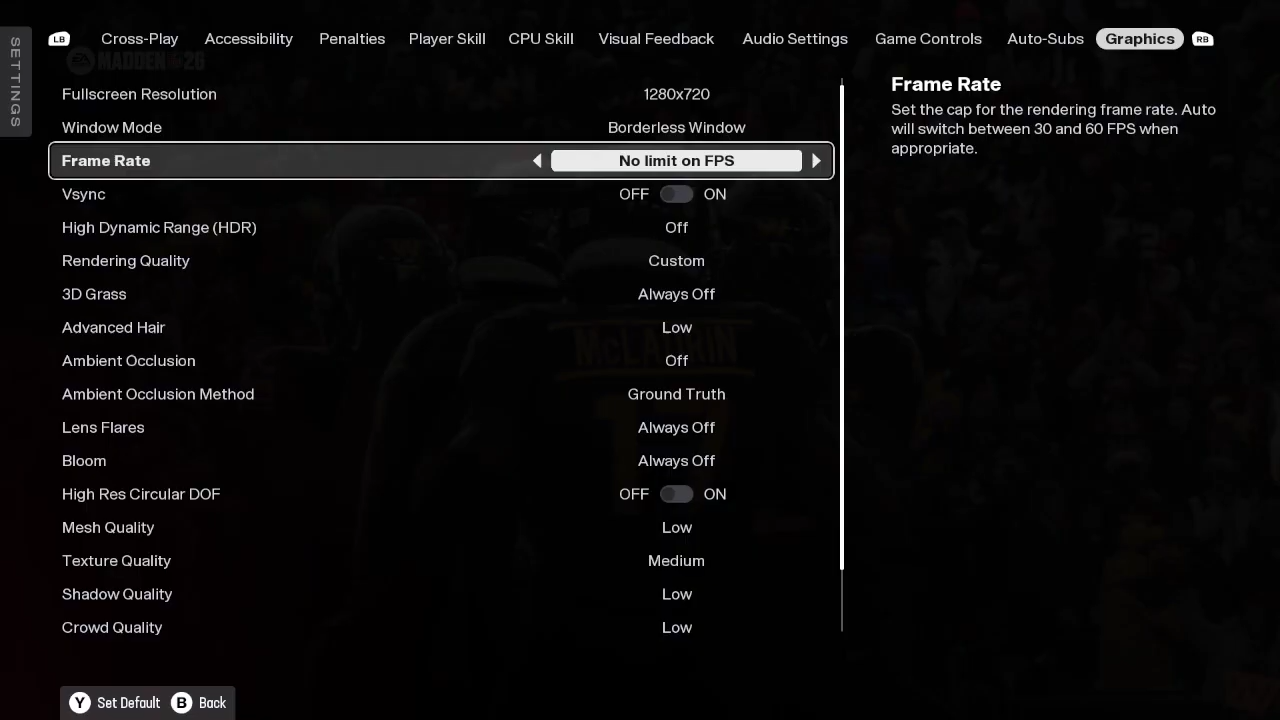 SETTINGS
LB Cross-Play Accessibility Penalties Player Skill CPU Skill Visual Feedback Audio Settings Game Controls Auto-Subs Graphics RB
EA MADDEN 26
Fullscreen Resolution 1280x720
Window Mode Borderless Window
Frame Rate No limit on FPS
Vsync OFF ON
High Dynamic Range (HDR) Off
Rendering Quality Custom
3D Grass Always Off
Advanced Hair Low
Ambient Occlusion Off
Ambient Occlusion Method Ground Truth
Lens Flares Always Off
Bloom Always Off
High Res Circular DOF OFF ON
Mesh Quality Low
Texture Quality Medium
Shadow Quality Low
Crowd Quality Low
Frame Rate
Set the cap for the rendering frame rate. Auto
will switch between 30 and 60 FPS when
appropriate.
McLAURIN
17
Y Set Default B Back